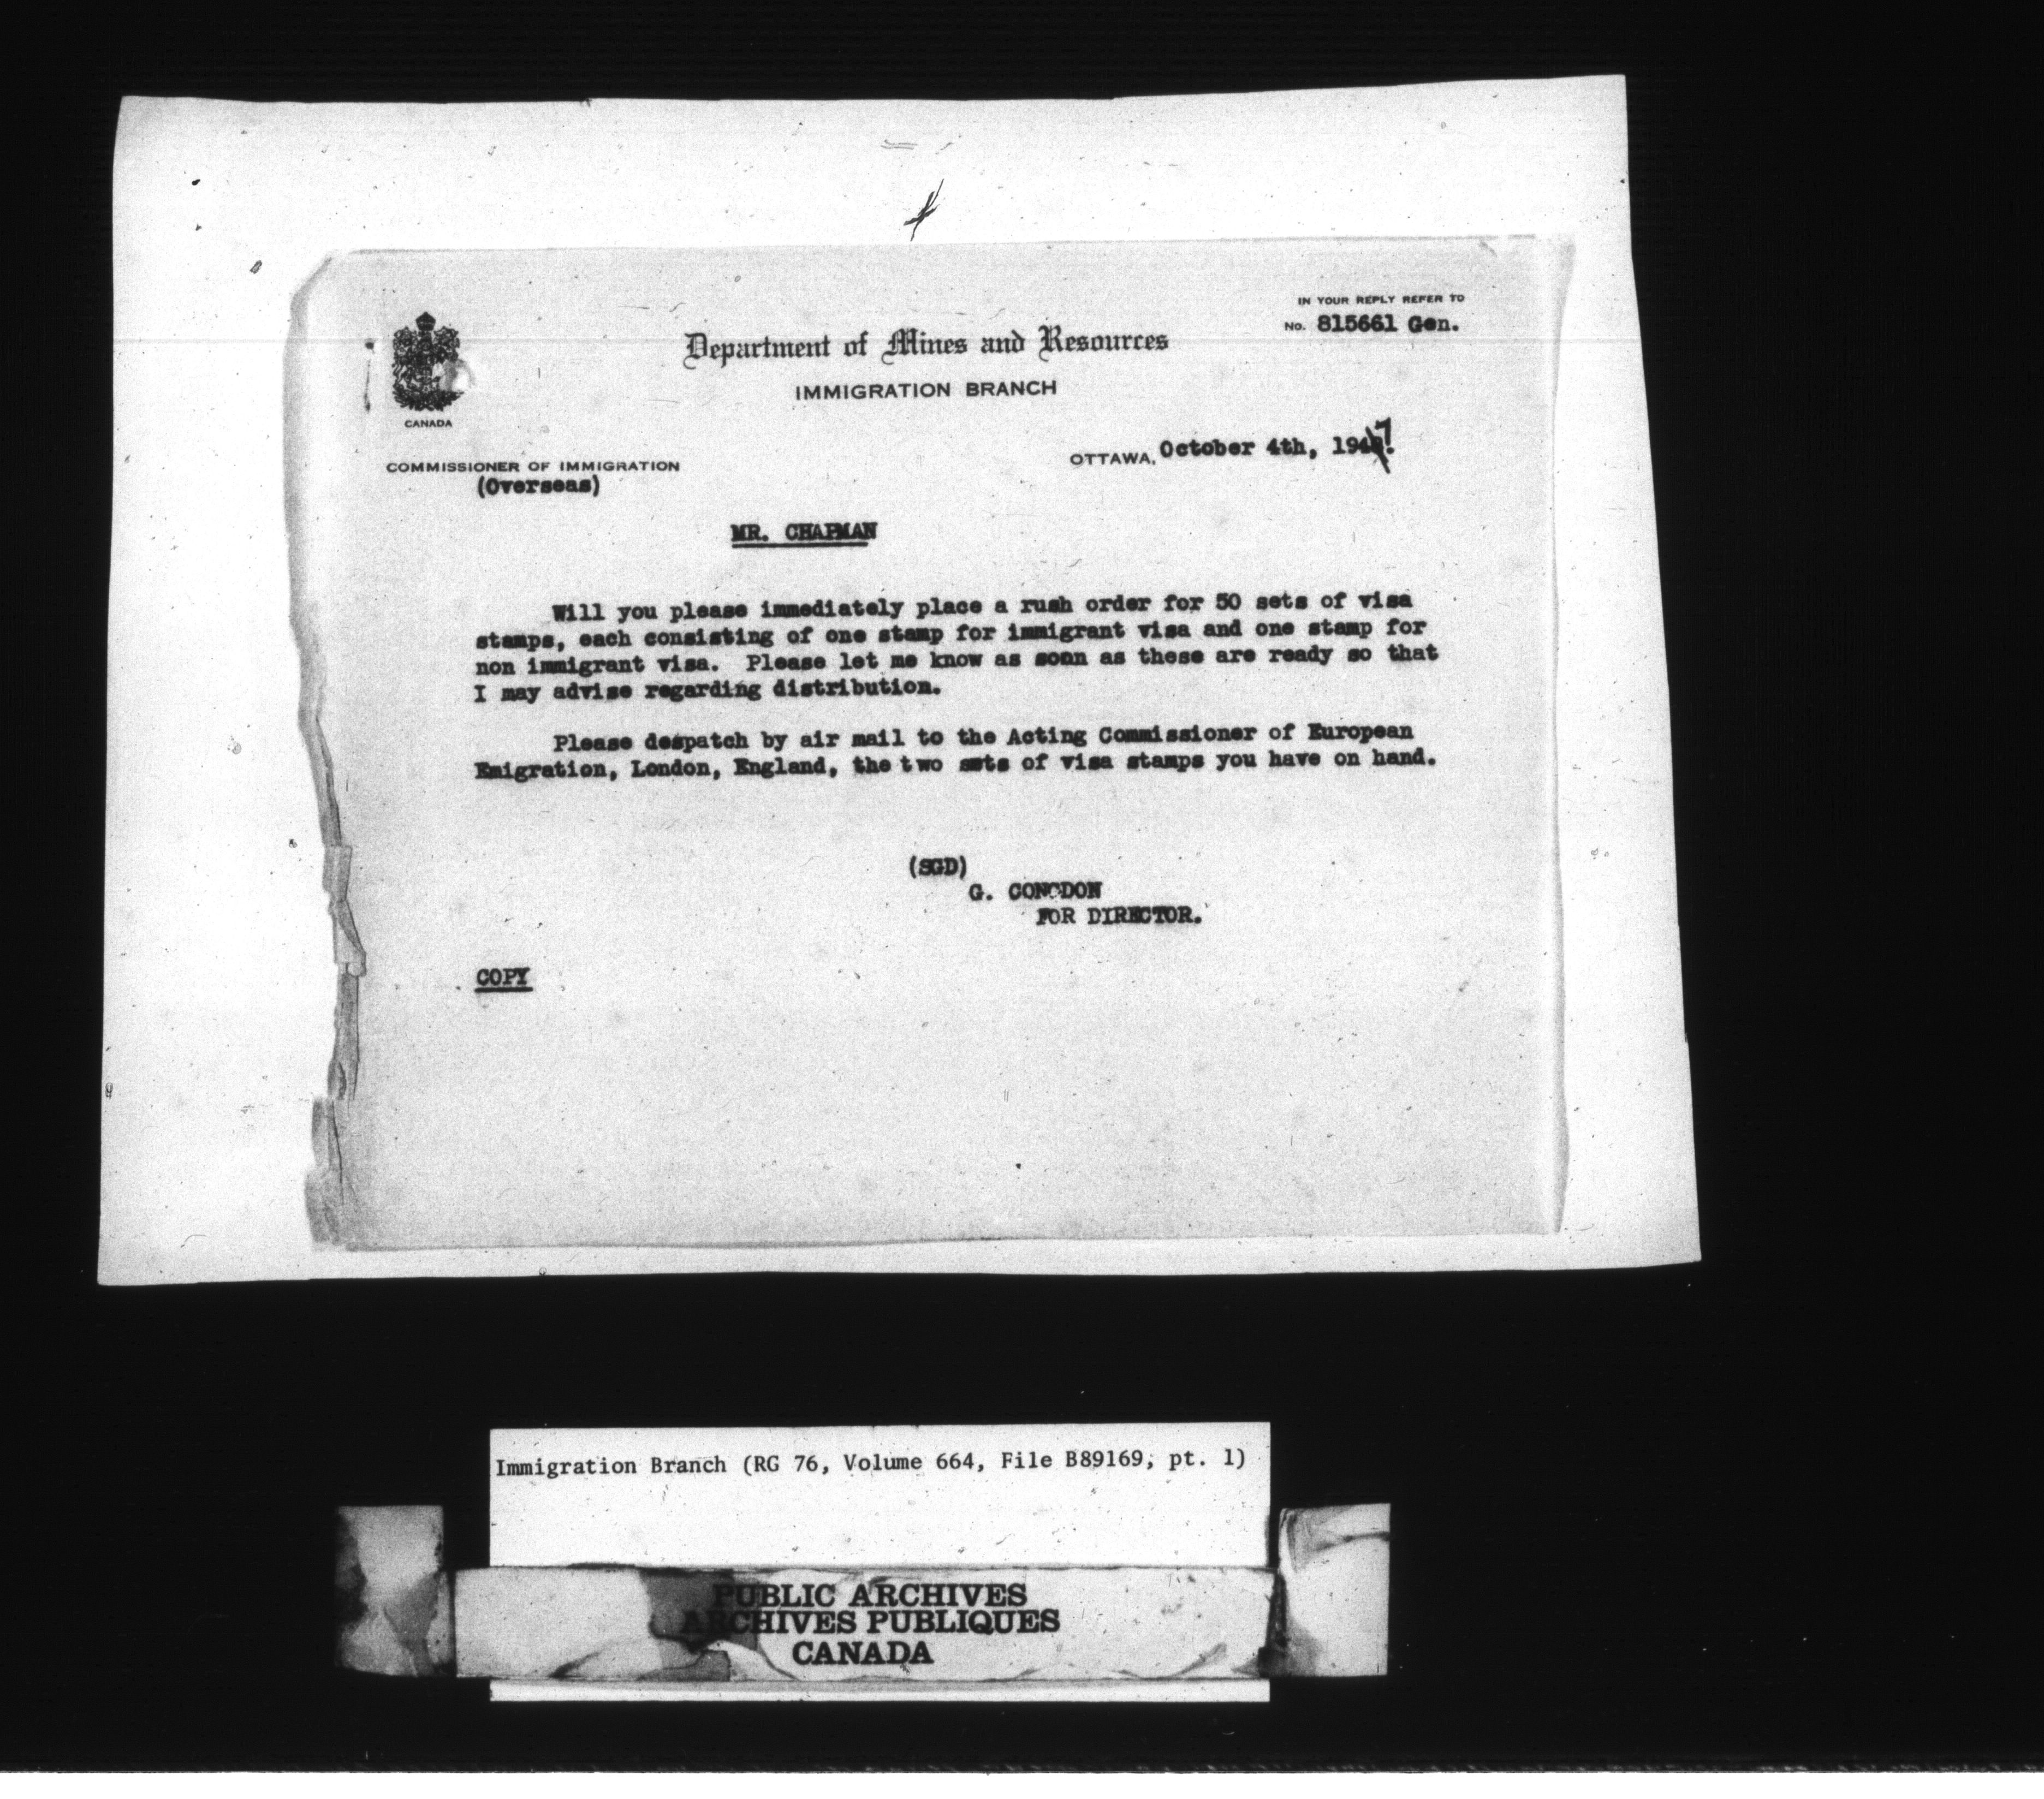 IN YOUR REPLY REFER TO
No. 815661 Gen.
Department of Mines and Resources
IMMIGRATION BRANCH
CANADA
OTTAWA, October 4th, 1947.
COMMISSIONER OF IMMIGRATION
(Overseas)
MR. CHAPMAN
Will you please immediately place a rush order for 50 sets of visa
stamps, each consisting of one stamp for immigrant visa and one stamp for
non immigrant visa. Please let me know as soon as these are ready so that
I may advise regarding distribution.
Please despatch by air mail to the Acting Commissioner of European
Emigration, London, England, the two sets of visa stamps you have on hand.
(SGD)
G. CONGDON
FOR DIRECTOR.
COPY
Immigration Branch (RG 76, Volume 664, File B89169, pt. 1)
PUBLIC ARCHIVES
ARCHIVES PUBLIQUES
CANADA